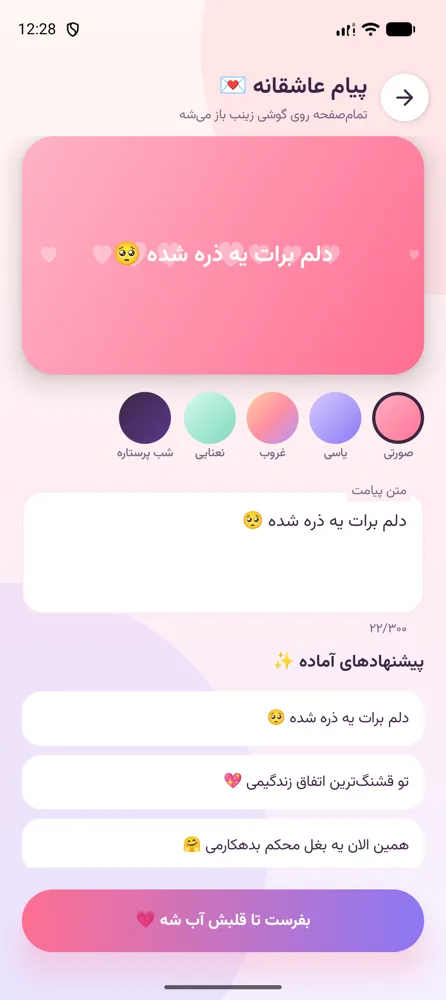 12:28
پیام عاشقانه 💌
تمام‌صفحه روی گوشی زینب باز می‌شه
دلم برات یه ذره شده 🥺
صورتی
یاسی
غروب
نعنایی
شب پرستاره
متن پیامت
دلم برات یه ذره شده 🥺
۲۲/۳۰۰
پیشنهادهای آماده ✨
دلم برات یه ذره شده 🥺
تو قشنگ‌ترین اتفاق زندگیمی 💖
همین الان یه بغل محکم بدهکارمی 🤗
بفرست تا قلبش آب شه 💗